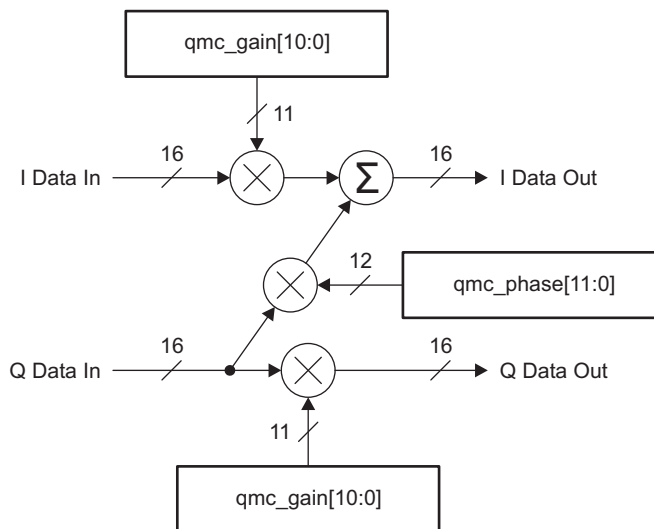 qmc_gain[10:0]
11
16
16
I Data In
Σ
I Data Out
12
qmc_phase[11:0]
16
16
Q Data In
Q Data Out
11
qmc_gain[10:0]